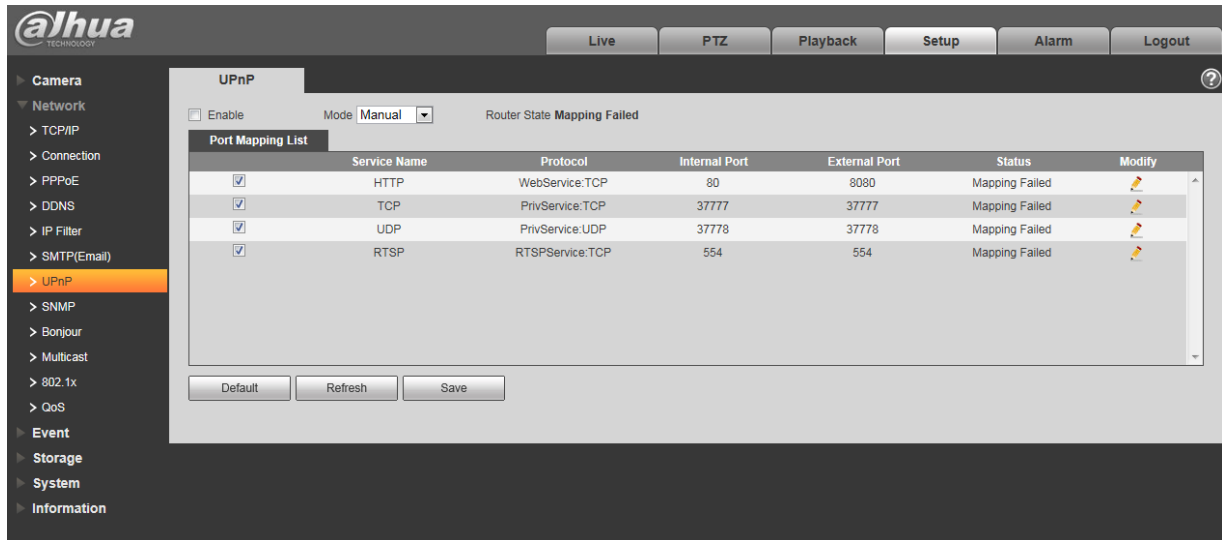 alhua
TECHNOLOGY
Live PTZ Playback Setup Alarm Logout
Camera
Network
> TCP/IP
> Connection
> PPPoE
> DDNS
> IP Filter
> SMTP(Email)
> UPnP
> SNMP
> Bonjour
> Multicast
> 802.1x
> QoS
Event
Storage
System
Information
UPnP ?
Enable Mode Manual Router State Mapping Failed
Port Mapping List
Service Name Protocol Internal Port External Port Status Modify
HTTP WebService:TCP 80 8080 Mapping Failed
TCP PrivService:TCP 37777 37777 Mapping Failed
UDP PrivService:UDP 37778 37778 Mapping Failed
RTSP RTSPService:TCP 554 554 Mapping Failed
Default Refresh Save